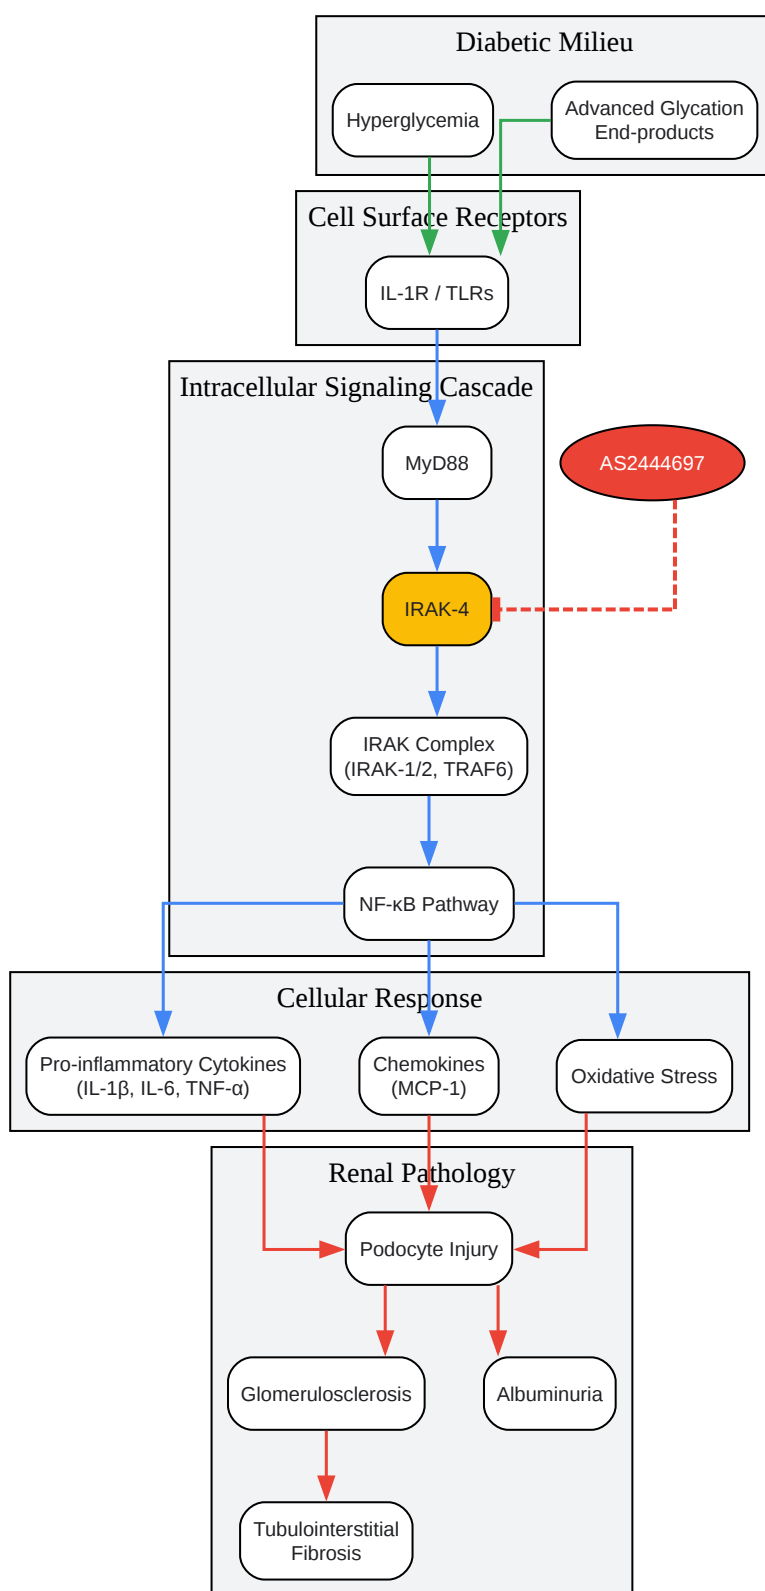 Diabetic Milieu
Hyperglycemia
Advanced Glycation
End-products
Cell Surface Receptors
IL-1R / TLRs
Intracellular Signaling Cascade
MyD88
AS2444697
IRAK-4
IRAK Complex
(IRAK-1/2, TRAF6)
NF-κB Pathway
Cellular Response
Pro-inflammatory Cytokines
(IL-1β, IL-6, TNF-α)
Chemokines
(MCP-1)
Oxidative Stress
Renal Pathology
Podocyte Injury
Glomerulosclerosis
Albuminuria
Tubulointerstitial
Fibrosis